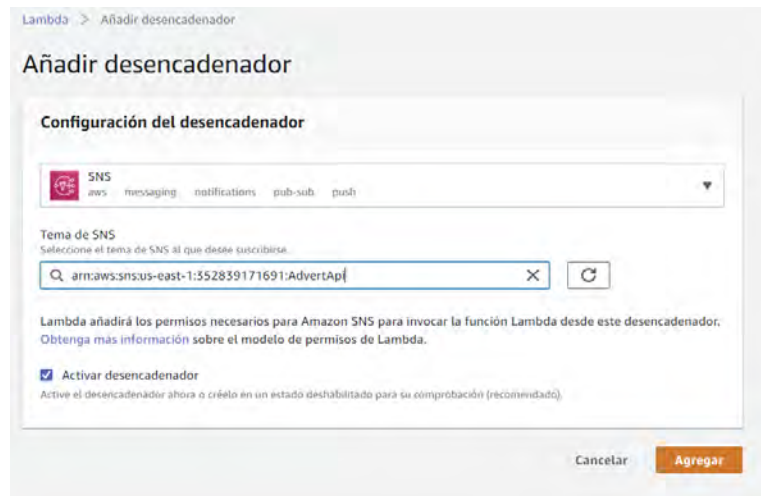 Lambda > Añadir desencadenador
Añadir desencadenador
Configuración del desencadenador
SNS
aws messaging notifications pub-sub push
Tema de SNS
Seleccione el tema de SNS al que desee suscribirse.
arn:aws:sns:us-east-1:352839171691:AdvertApi
Lambda añadirá los permisos necesarios para Amazon SNS para invocar la función Lambda desde este desencadenador.
Obtenga más información sobre el modelo de permisos de Lambda.
Activar desencadenador
Active el desencadenador ahora o créelo en un estado deshabilitado para su comprobación (recomendado).
Cancelar Agregar